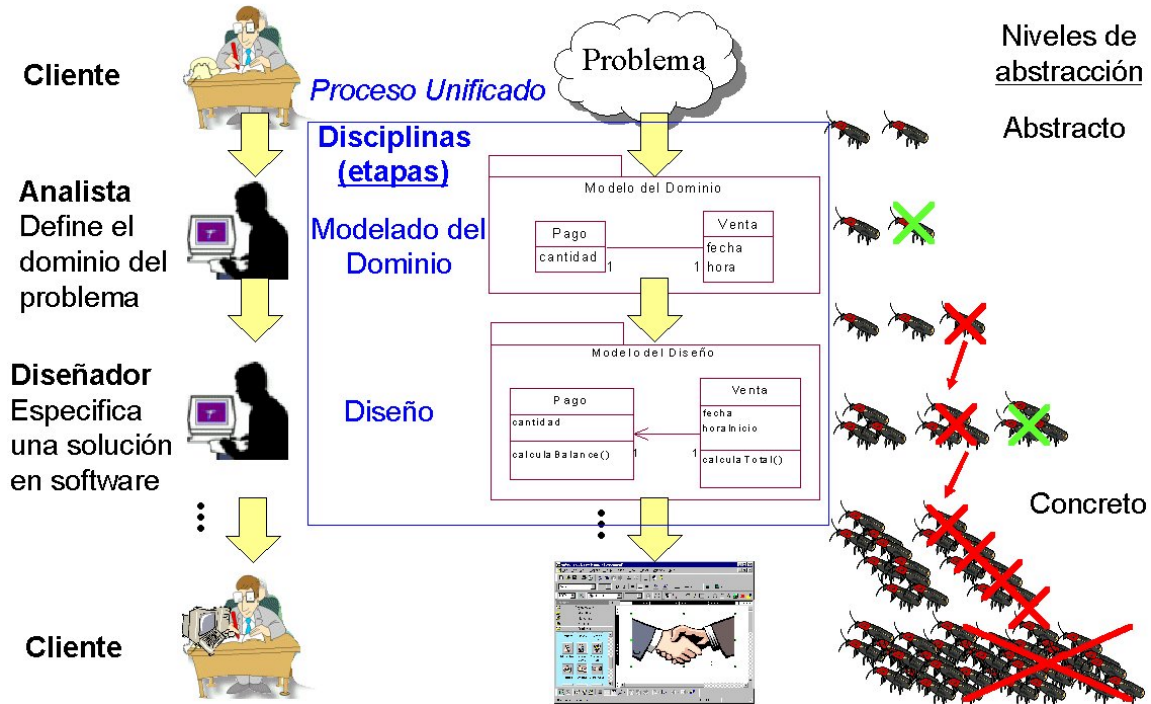 Cliente
Proceso Unificado
Problema
Niveles de
abstracción
Abstracto
Disciplinas
(etapas)
Analista
Define el
dominio del
problema
Modelado del
Dominio
Modelo del Dominio
Pago
cantidad
1
1
Venta
fecha
hora
Diseñador
Especifica
una solución
en software
Diseño
Modelo del Diseño
Pago
cantidad
calculaBalance()
1
1
Venta
fecha
horaInicio
calculaTotal()
Concreto
Cliente